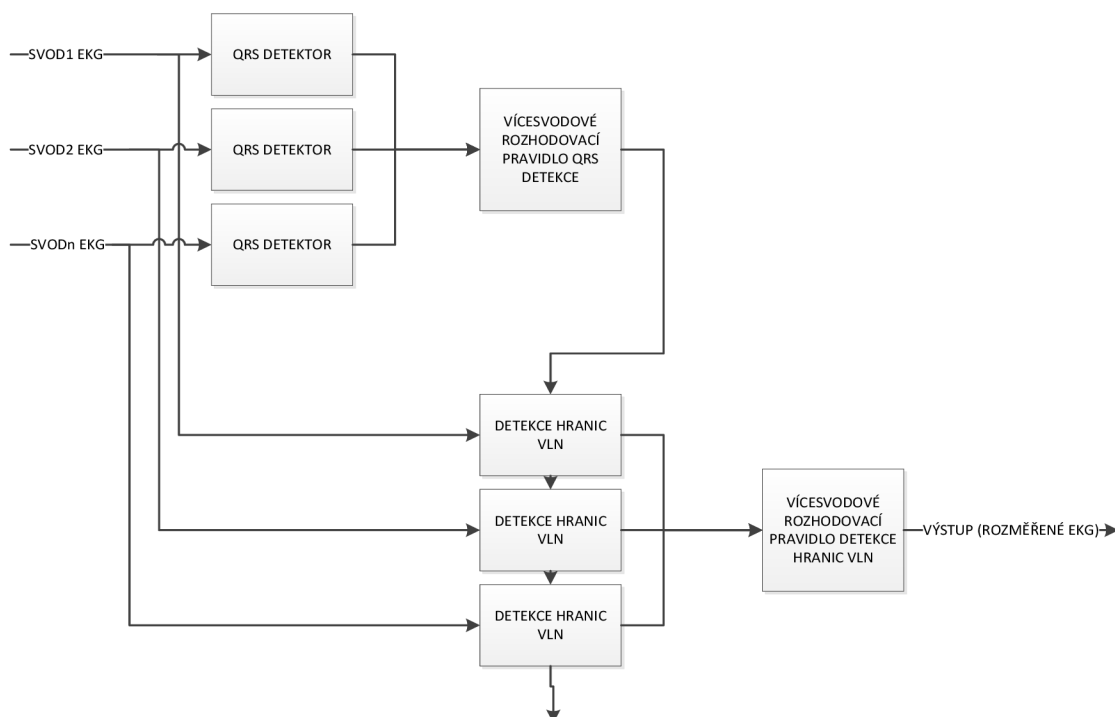 SVOD1 EKG
QRS DETEKTOR
SVOD2 EKG
QRS DETEKTOR
VÍCESVODOVÉ
ROZHODOVACÍ
PRAVIDLO QRS
DETEKCE
SVODn EKG
QRS DETEKTOR
DETEKCE HRANIC
VLN
DETEKCE HRANIC
VLN
VÍCESVODOVÉ
ROZHODOVACÍ
PRAVIDLO DETEKCE
HRANIC VLN
VÝSTUP (ROZMĚŘENÉ EKG)
DETEKCE HRANIC
VLN